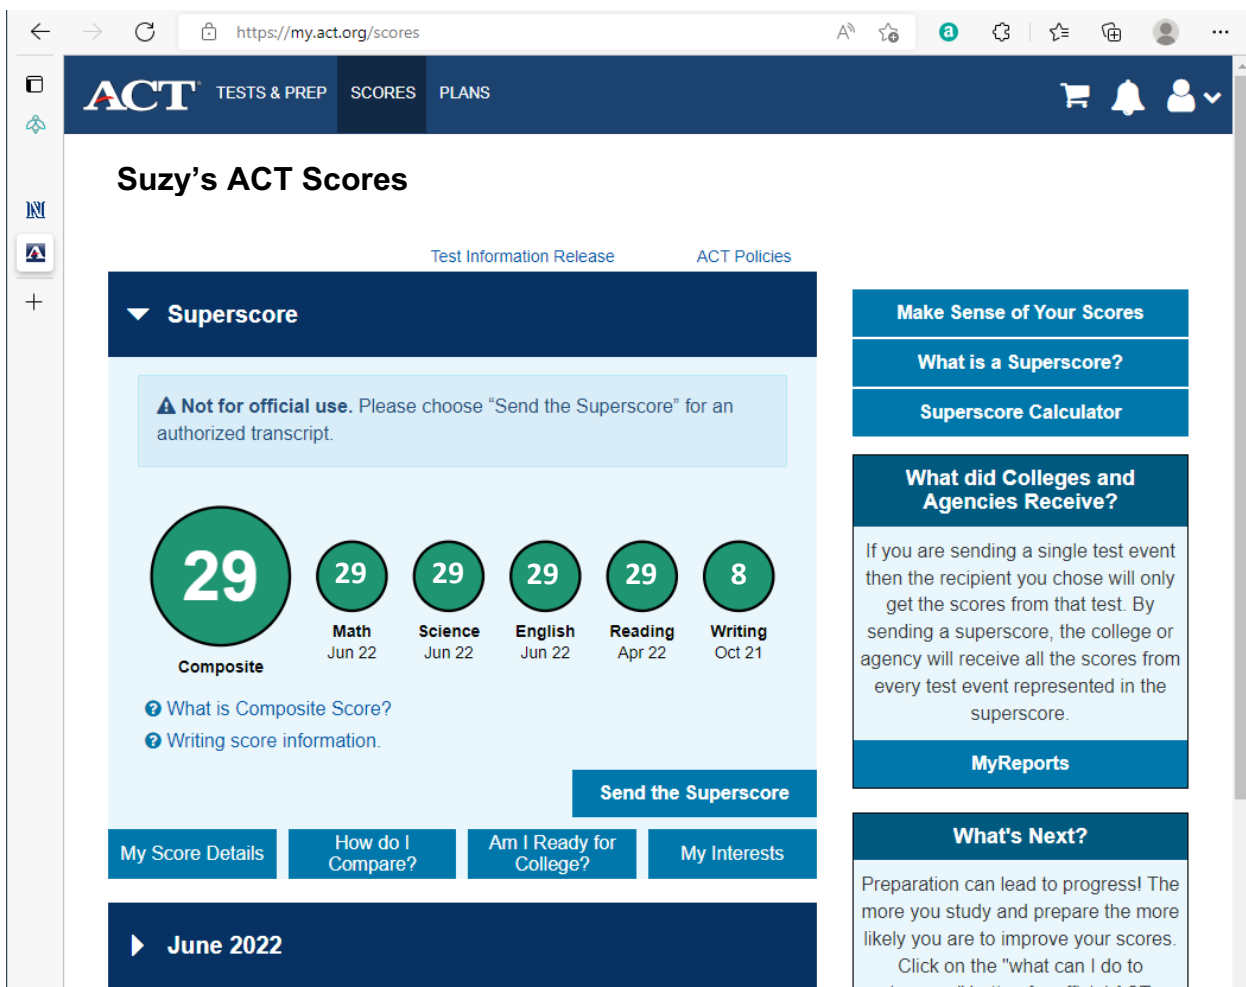 https://my.act.org/scores
ACT TESTS & PREP SCORES PLANS
Suzy’s ACT Scores
Test Information Release ACT Policies
Superscore
Not for official use. Please choose “Send the Superscore” for an
authorized transcript.
29 29 29 29 29 8
Math Science English Reading Writing
Jun 22 Jun 22 Jun 22 Apr 22 Oct 21
Composite
What is Composite Score?
Writing score information.
Send the Superscore
My Score Details
How do I
Compare?
Am I Ready for
College?
My Interests
June 2022
Make Sense of Your Scores
What is a Superscore?
Superscore Calculator
What did Colleges and
Agencies Receive?
If you are sending a single test event
then the recipient you chose will only
get the scores from that test. By
sending a superscore, the college or
agency will receive all the scores from
every test event represented in the
superscore.
MyReports
What's Next?
Preparation can lead to progress! The
more you study and prepare the more
likely you are to improve your scores.
Click on the "what can I do to